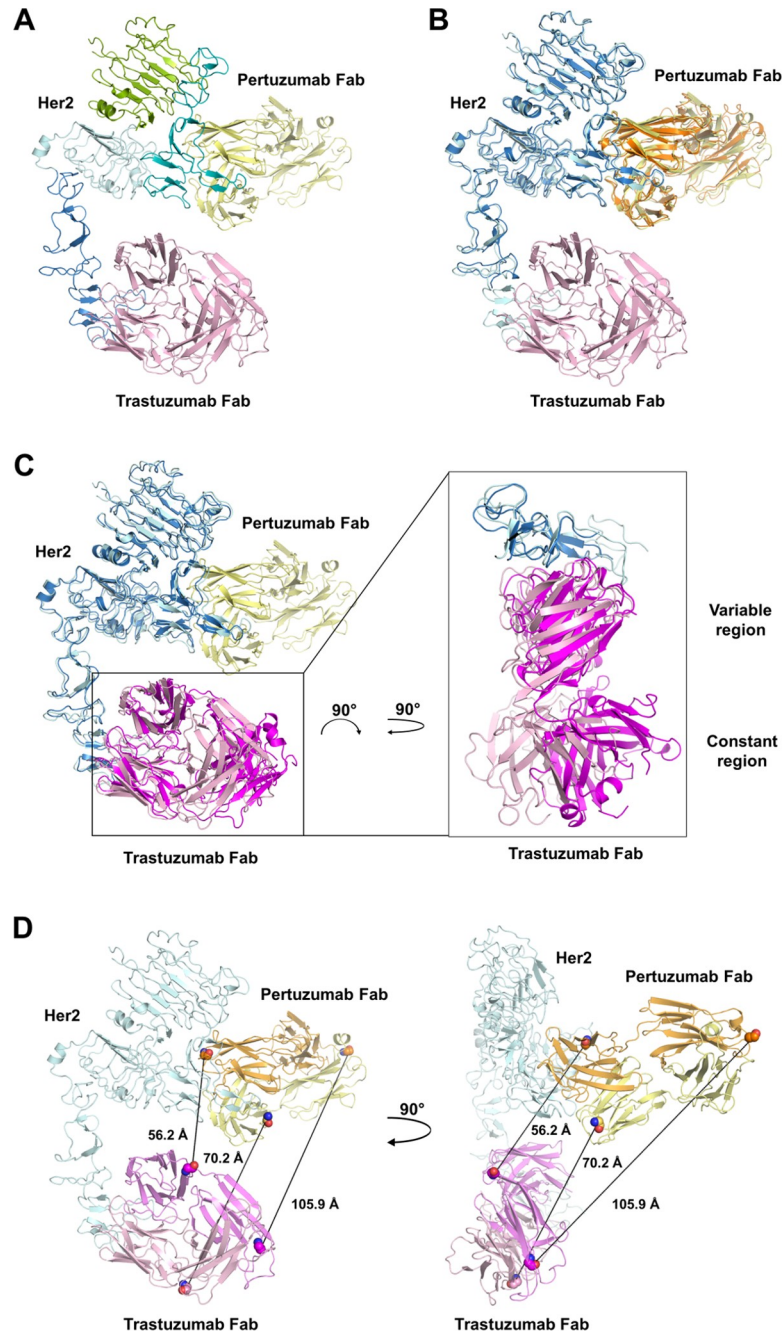 A
Her2
Pertuzumab Fab
Trastuzumab Fab
B
Her2
Pertuzumab Fab
Trastuzumab Fab
C
Her2
Pertuzumab Fab
90°
90°
Trastuzumab Fab
Variable
region
Constant
region
Trastuzumab Fab
D
Her2
Pertuzumab Fab
56.2 Å
70.2 Å
105.9 Å
Trastuzumab Fab
90°
Her2
Pertuzumab Fab
56.2 Å
70.2 Å
105.9 Å
Trastuzumab Fab